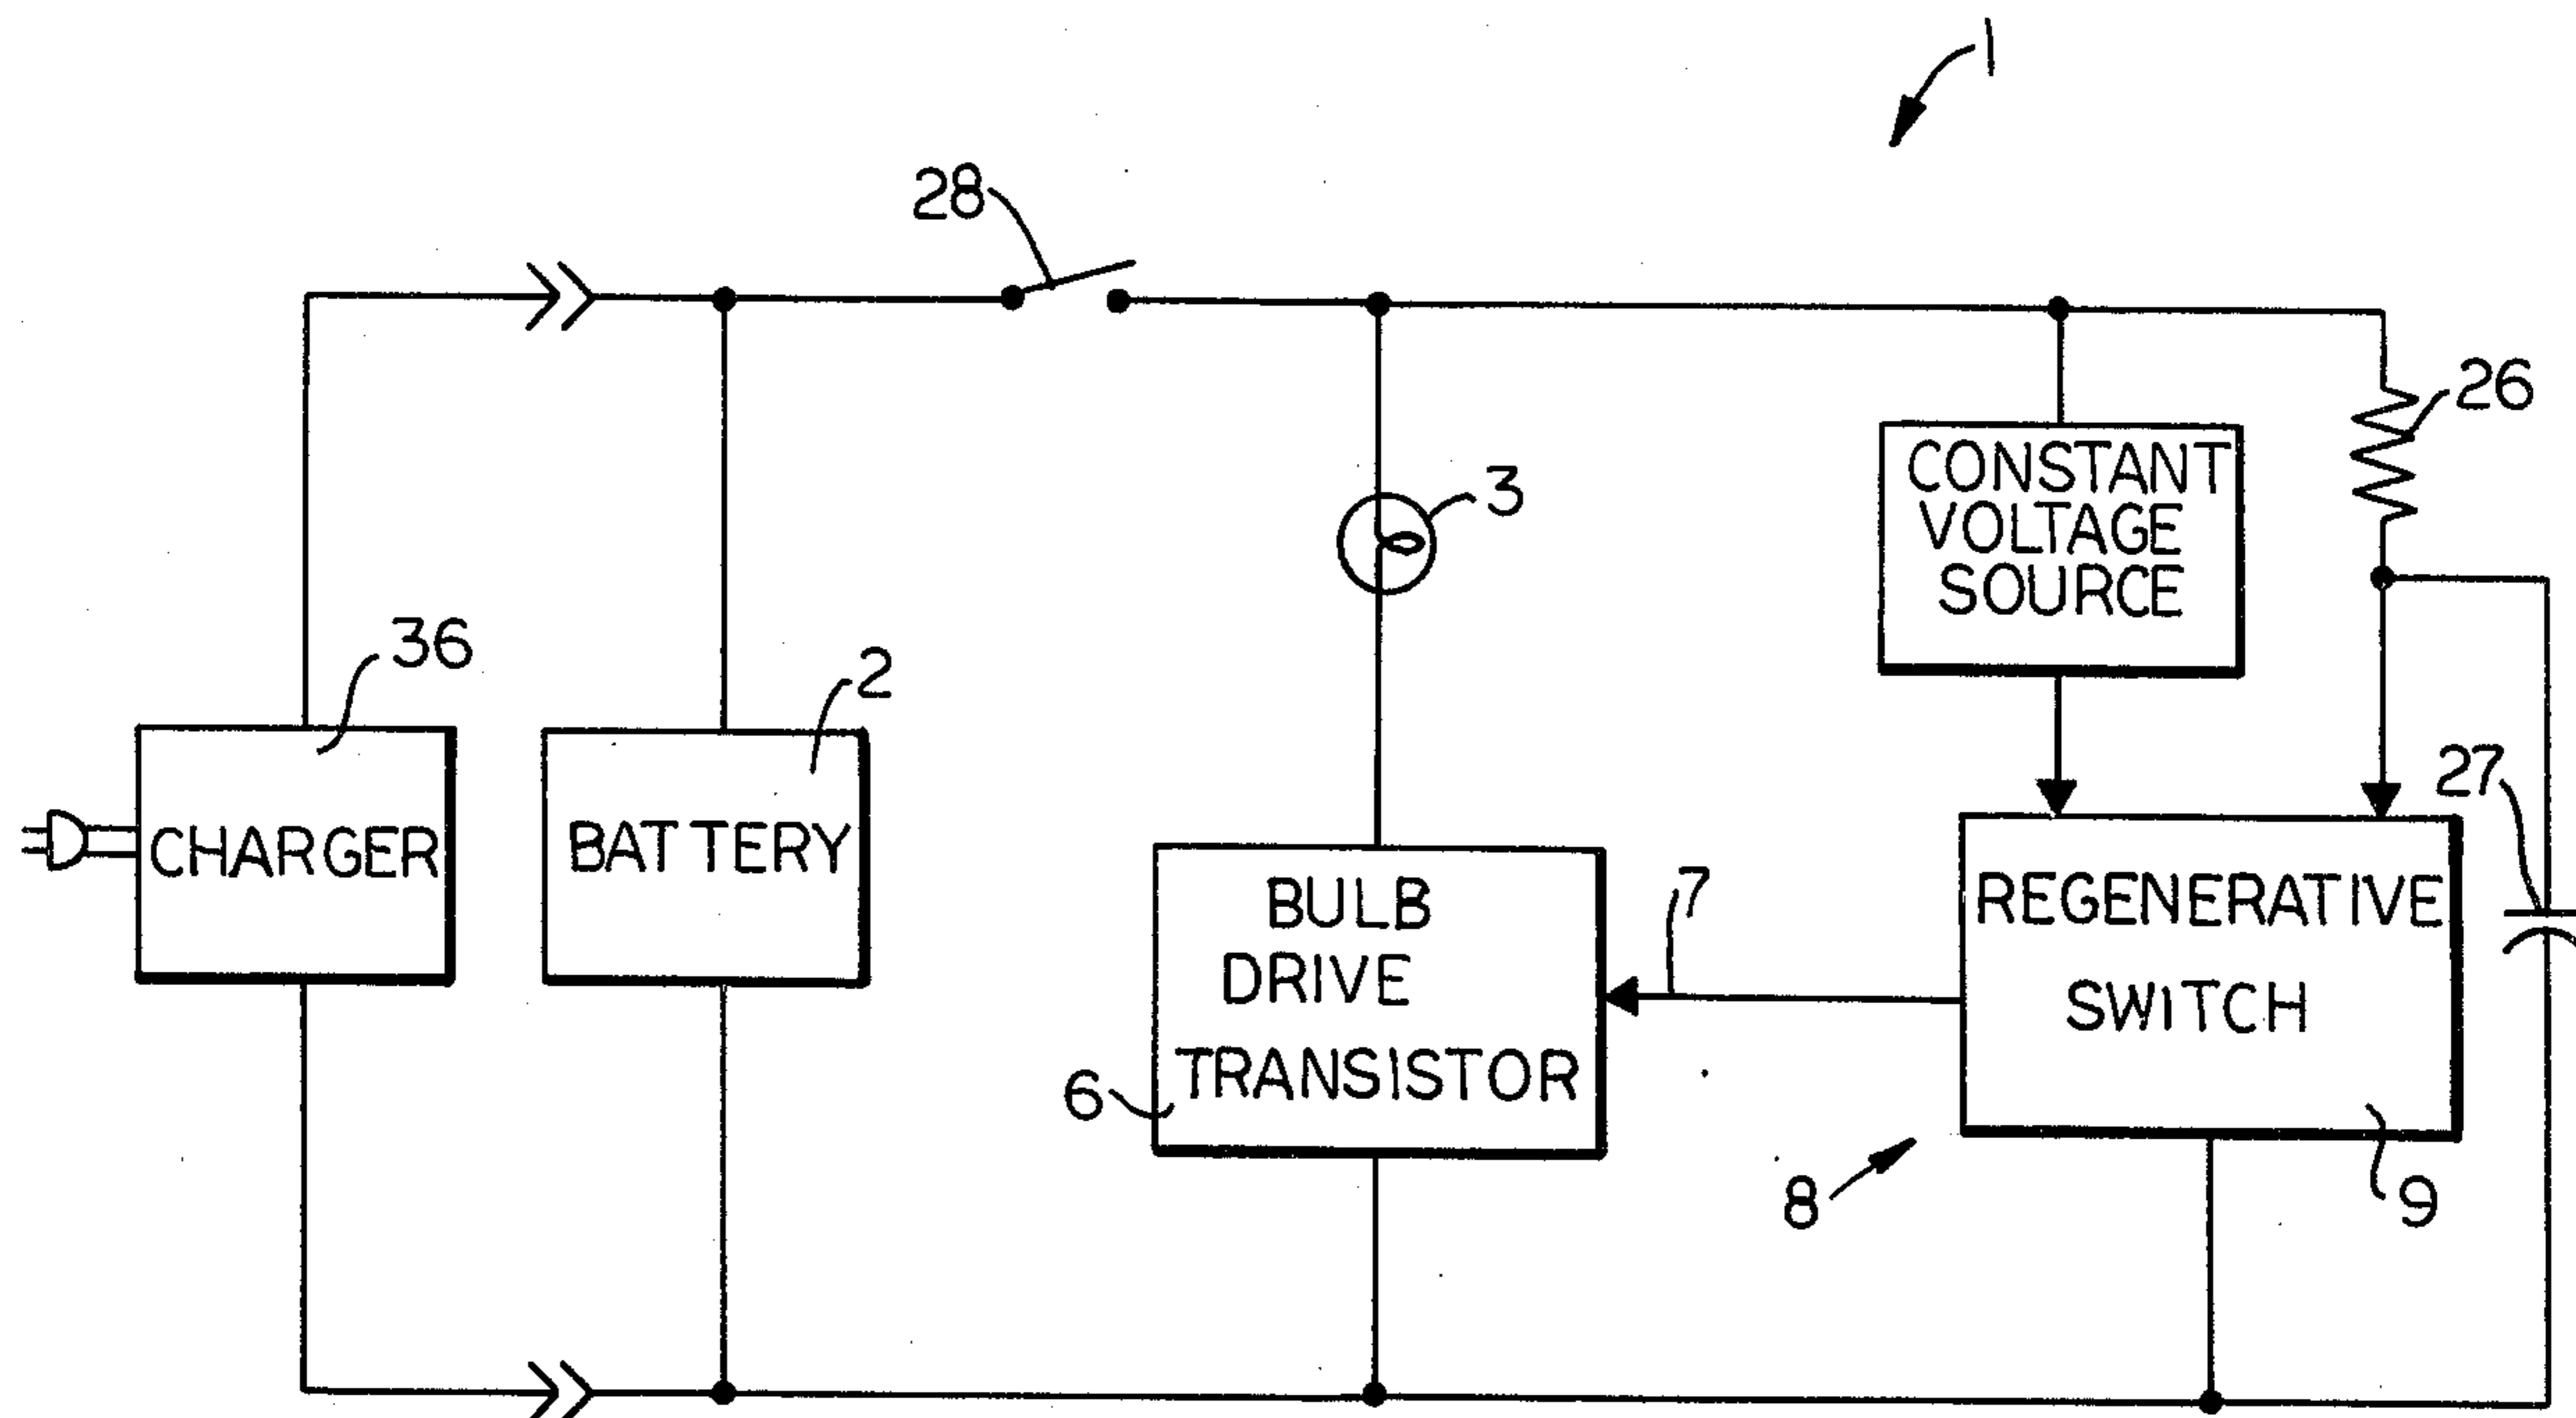 1
28
26
CONSTANT
VOLTAGE
SOURCE
3
36
2
27
CHARGER
BATTERY
BULB
DRIVE
TRANSISTOR
7
REGENERATIVE
SWITCH
6
8
9